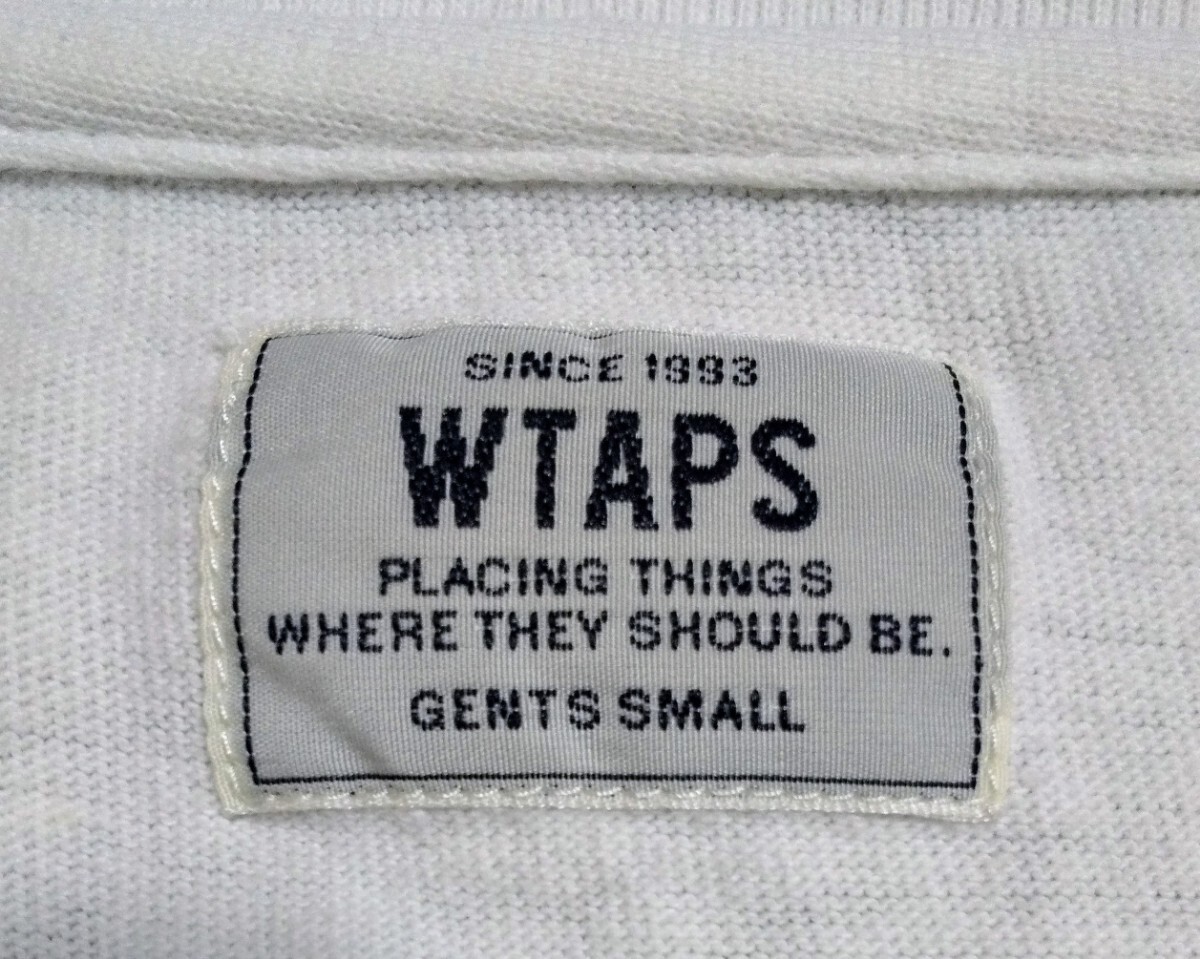 SINCE 1993
WTAPS
PLACING THINGS
WHERE THEY SHOULD BE.
GENTS SMALL